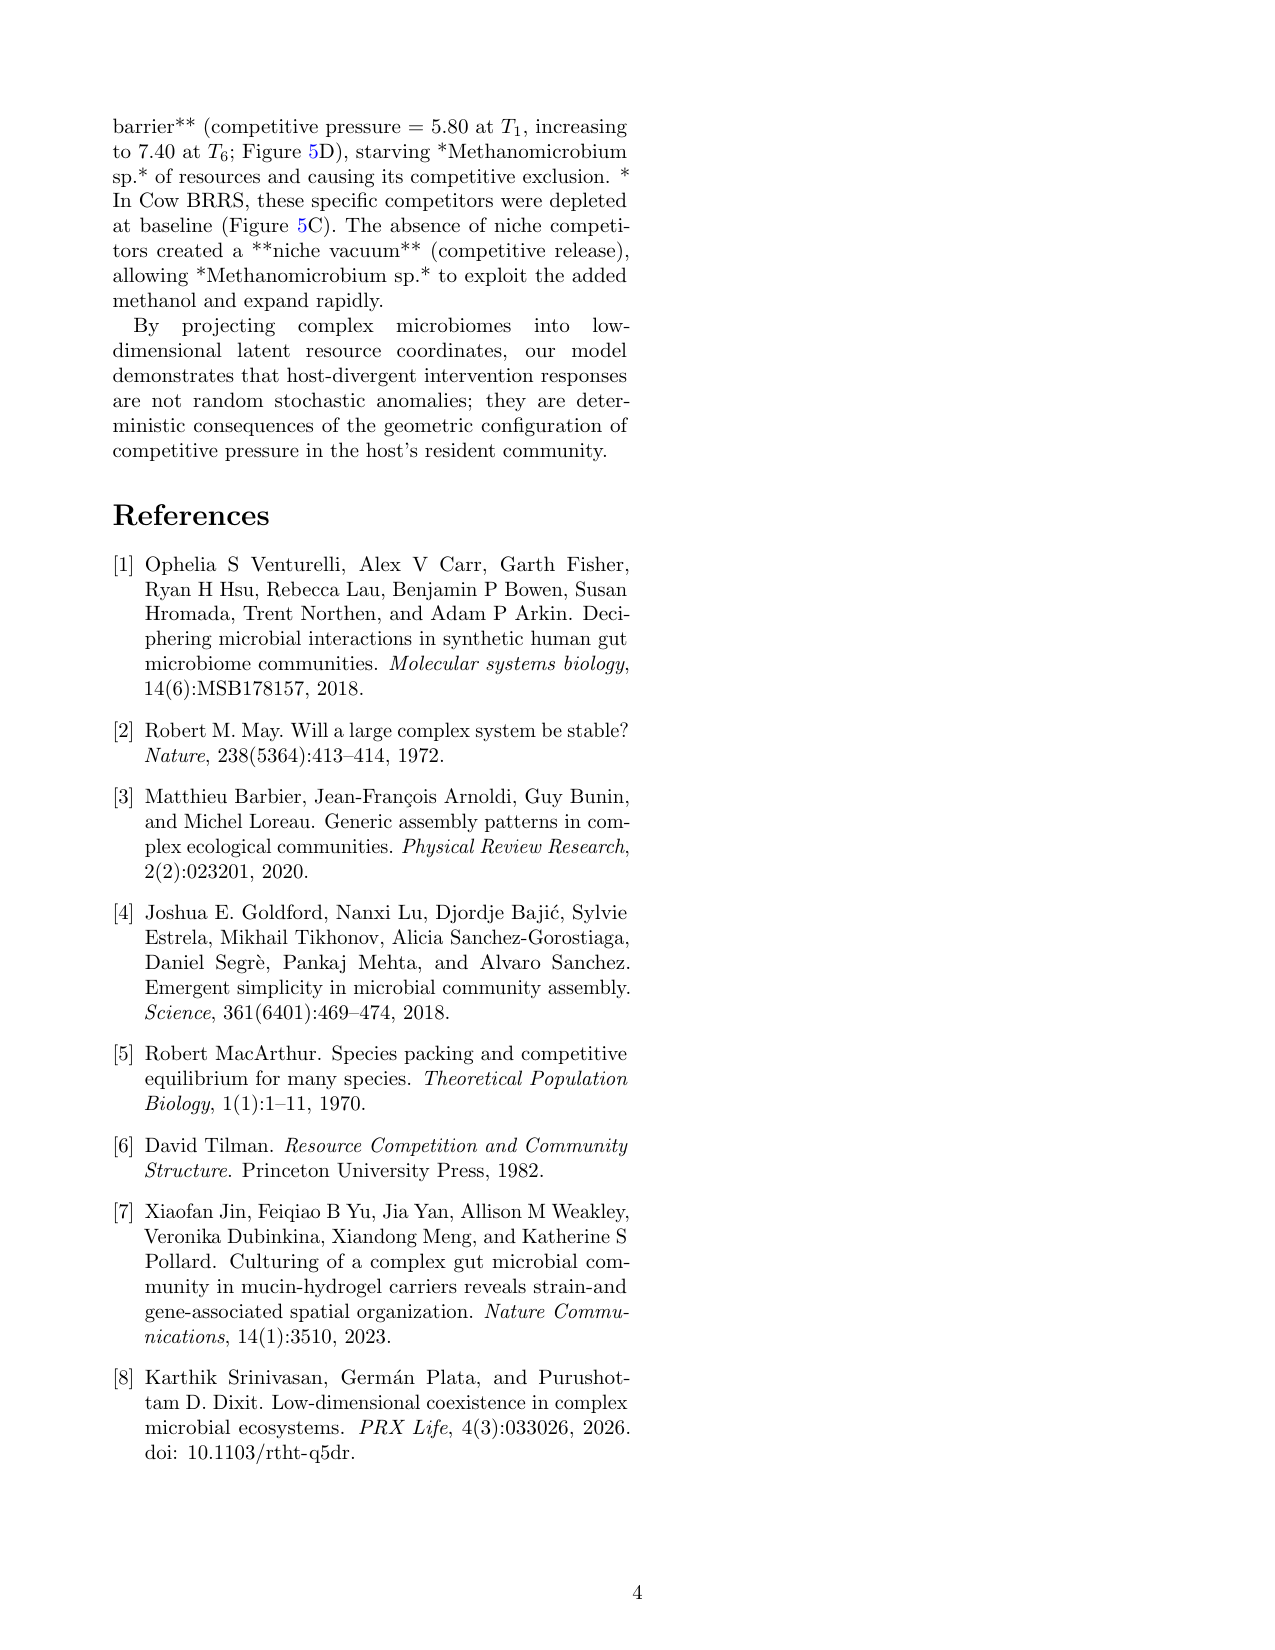 barrier** (competitive pressure = 5.80 at T₁, increasing
to 7.40 at T₆; Figure 5D), starving *Methanomicrobium
sp.* of resources and causing its competitive exclusion. *
In Cow BRRS, these specific competitors were depleted
at baseline (Figure 5C). The absence of niche competi-
tors created a **niche vacuum** (competitive release),
allowing *Methanomicrobium sp.* to exploit the added
methanol and expand rapidly.
By projecting complex microbiomes into low-
dimensional latent resource coordinates, our model
demonstrates that host-divergent intervention responses
are not random stochastic anomalies; they are deter-
ministic consequences of the geometric configuration of
competitive pressure in the host's resident community.
References
[1] Ophelia S Venturelli, Alex V Carr, Garth Fisher,
Ryan H Hsu, Rebecca Lau, Benjamin P Bowen, Susan
Hromada, Trent Northen, and Adam P Arkin. Deci-
phering microbial interactions in synthetic human gut
microbiome communities. Molecular systems biology,
14(6):MSB178157, 2018.
[2] Robert M. May. Will a large complex system be stable?
Nature, 238(5364):413–414, 1972.
[3] Matthieu Barbier, Jean-François Arnoldi, Guy Bunin,
and Michel Loreau. Generic assembly patterns in com-
plex ecological communities. Physical Review Research,
2(2):023201, 2020.
[4] Joshua E. Goldford, Nanxi Lu, Djordje Bajić, Sylvie
Estrela, Mikhail Tikhonov, Alicia Sanchez-Gorostiaga,
Daniel Segrè, Pankaj Mehta, and Alvaro Sanchez.
Emergent simplicity in microbial community assembly.
Science, 361(6401):469–474, 2018.
[5] Robert MacArthur. Species packing and competitive
equilibrium for many species. Theoretical Population
Biology, 1(1):1–11, 1970.
[6] David Tilman. Resource Competition and Community
Structure. Princeton University Press, 1982.
[7] Xiaofan Jin, Feiqiao B Yu, Jia Yan, Allison M Weakley,
Veronika Dubinkina, Xiandong Meng, and Katherine S
Pollard. Culturing of a complex gut microbial com-
munity in mucin-hydrogel carriers reveals strain-and
gene-associated spatial organization. Nature Commu-
nications, 14(1):3510, 2023.
[8] Karthik Srinivasan, Germán Plata, and Purushot-
tam D. Dixit. Low-dimensional coexistence in complex
microbial ecosystems. PRX Life, 4(3):033026, 2026.
doi: 10.1103/rtht-q5dr.
4